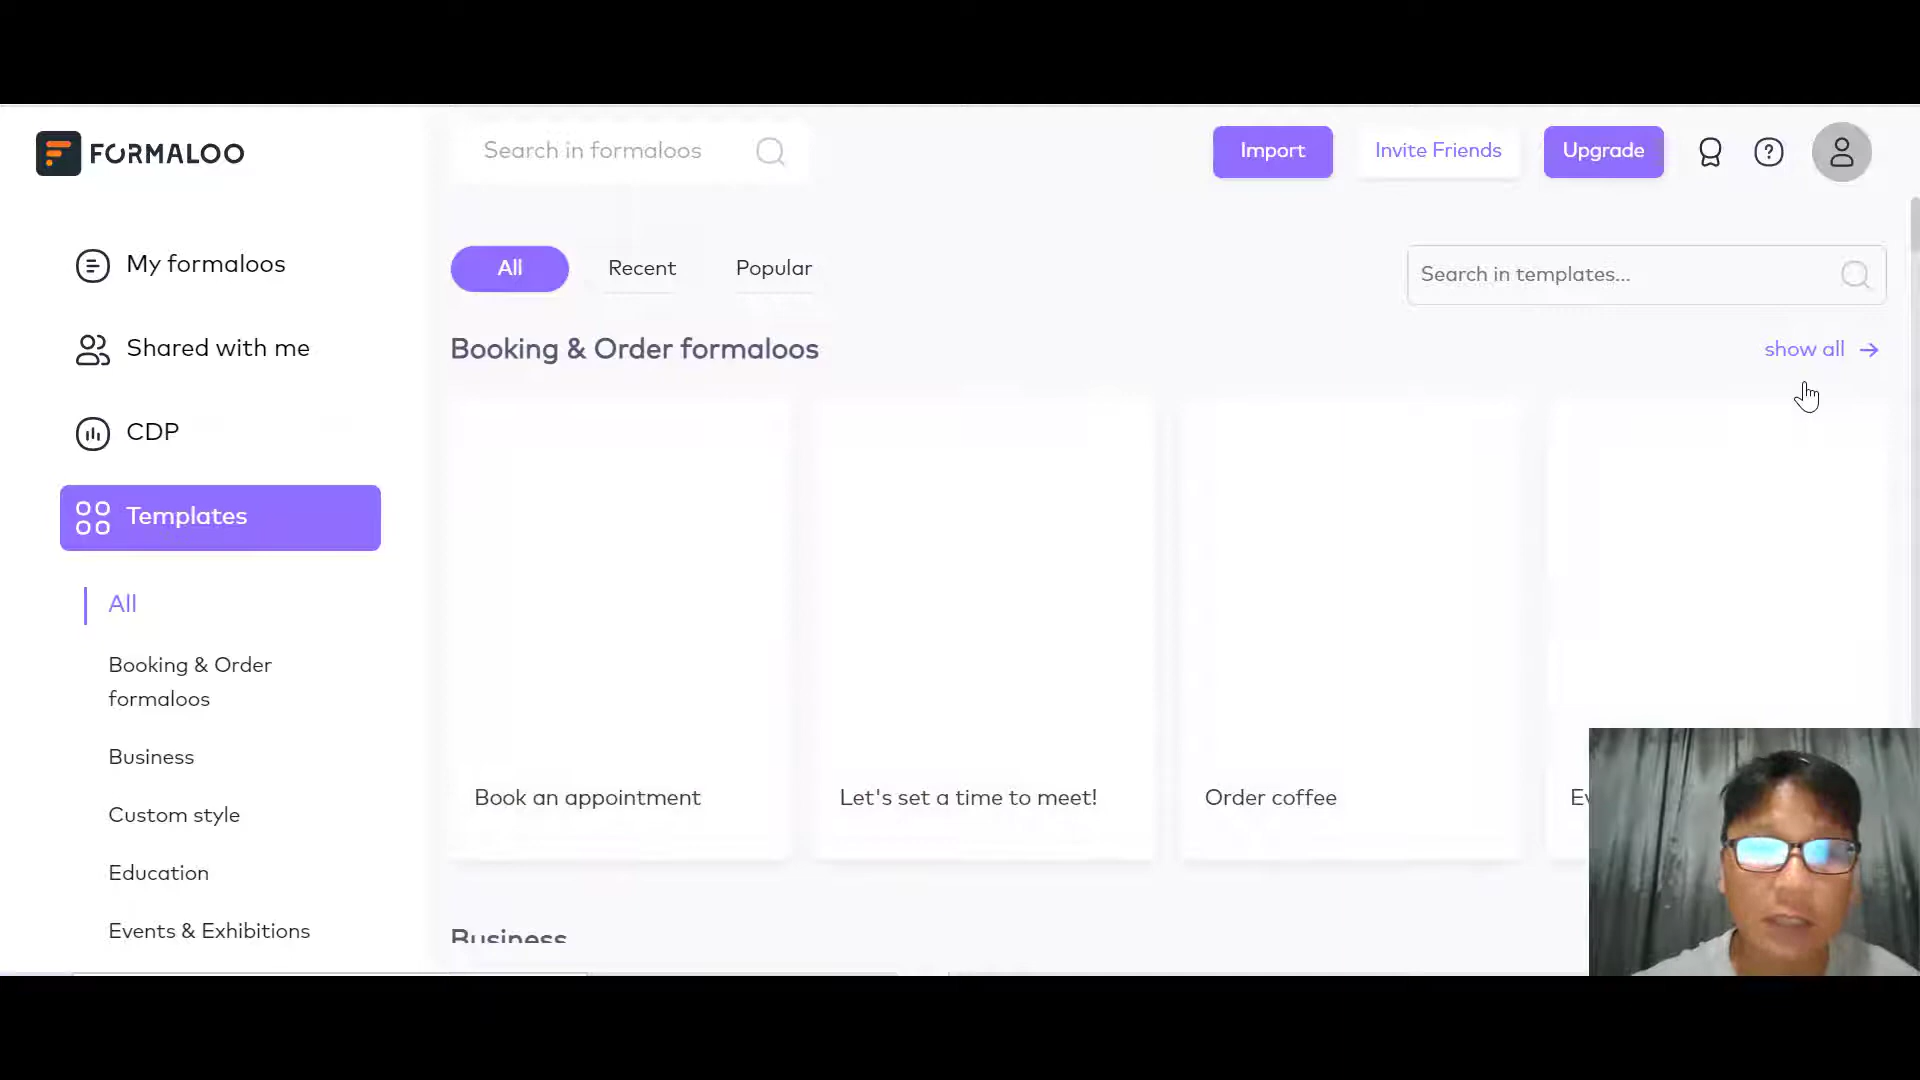 FORMALOO
Search in formaloos
Import
Invite Friends
Upgrade
My formaloos
Shared with me
CDP
Templates
All
Booking & Order
formaloos
Business
Custom style
Education
Events & Exhibitions
All
Recent
Popular
Search in templates...
Booking & Order formaloos
show all
Book an appointment
Let's set a time to meet!
Order coffee
Business